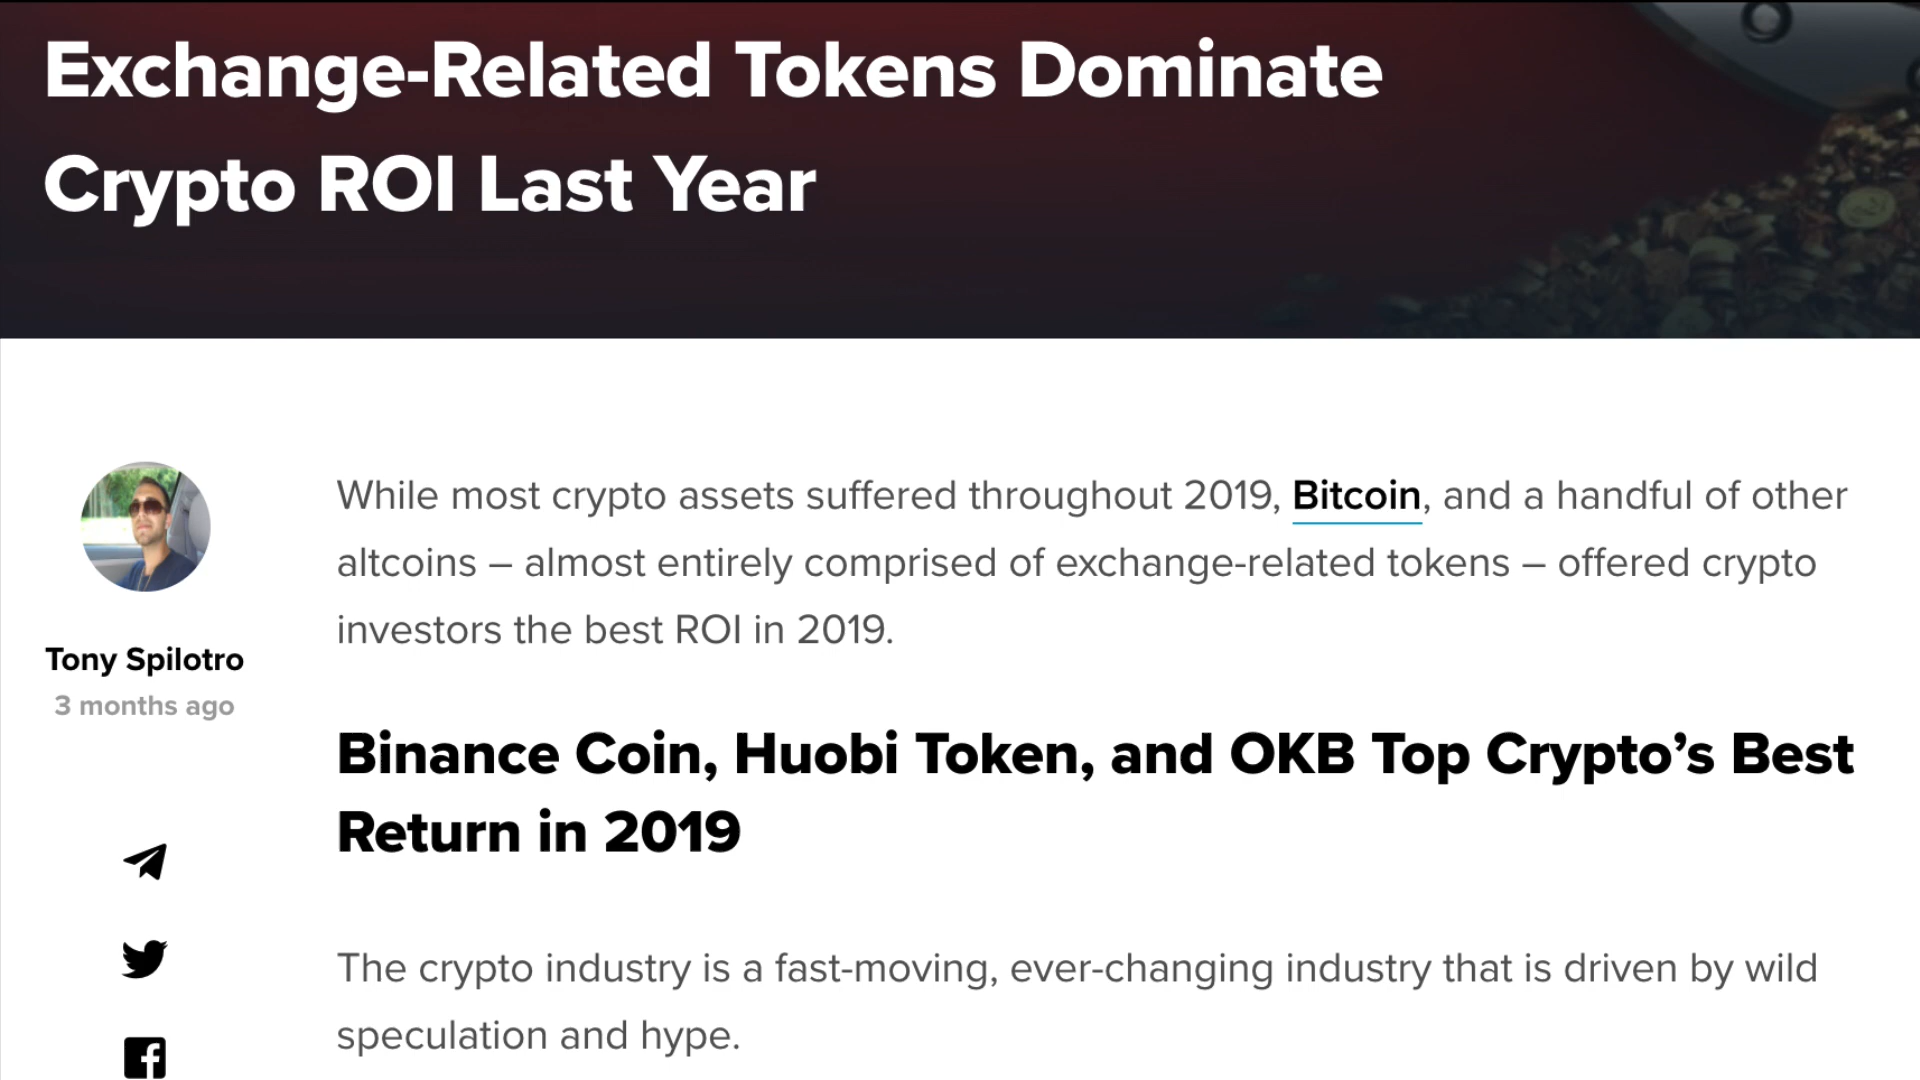 Exchange-Related Tokens Dominate
Crypto ROI Last Year
While most crypto assets suffered throughout 2019, Bitcoin, and a handful of other
altcoins – almost entirely comprised of exchange-related tokens – offered crypto
investors the best ROI in 2019.
Tony Spilotro
3 months ago
Binance Coin, Huobi Token, and OKB Top Crypto’s Best
Return in 2019
The crypto industry is a fast-moving, ever-changing industry that is driven by wild
speculation and hype.